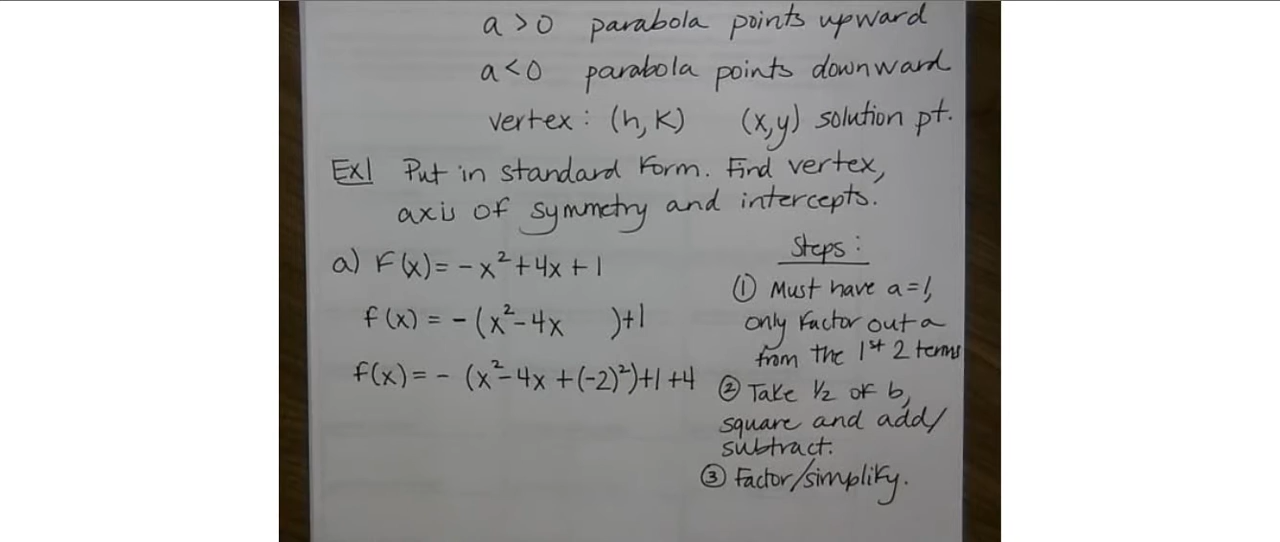 a > 0 parabola points upward
a < 0 parabola points downward
vertex: (h, k) (x,y) solution pt.
Ex1 Put in standard form. Find vertex,
axis of symmetry and intercepts.
a) f(x) = -x² + 4x + 1
f(x) = -(x² - 4x )+1
f(x) = - (x² - 4x + (-2)²)+1 +4
Steps:
① Must have a=1,
only factor out a
from the 1st 2 terms
② Take ½ of b,
square and add/
subtract.
③ Factor/simplify.